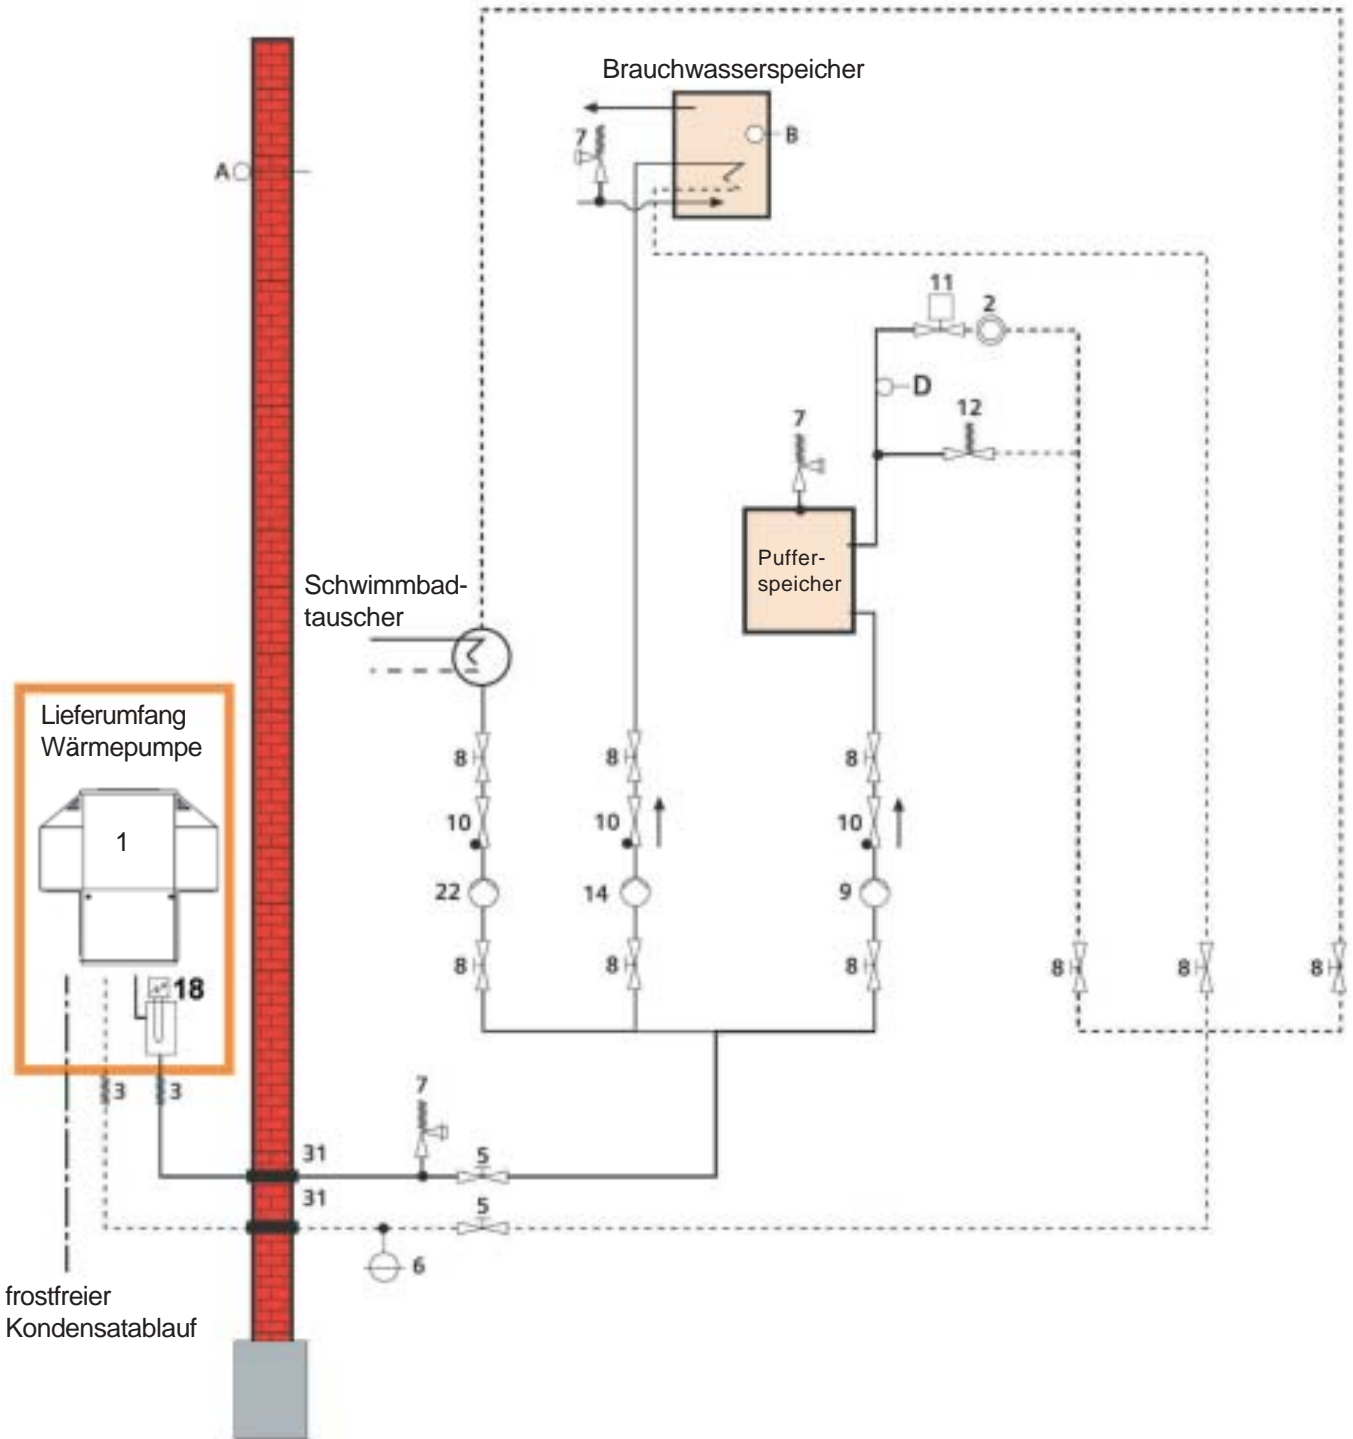 Brauchwasserspeicher
7
B
A
11
2
D
12
7
Puffer-
speicher
Schwimmbad-
tauscher
Lieferumfang
Wärmepumpe
8
8
8
1
10
10
10
22
14
9
8
8
8
8
8
8
18
3
3
7
31
5
31
5
6
frostfreier
Kondensatablauf